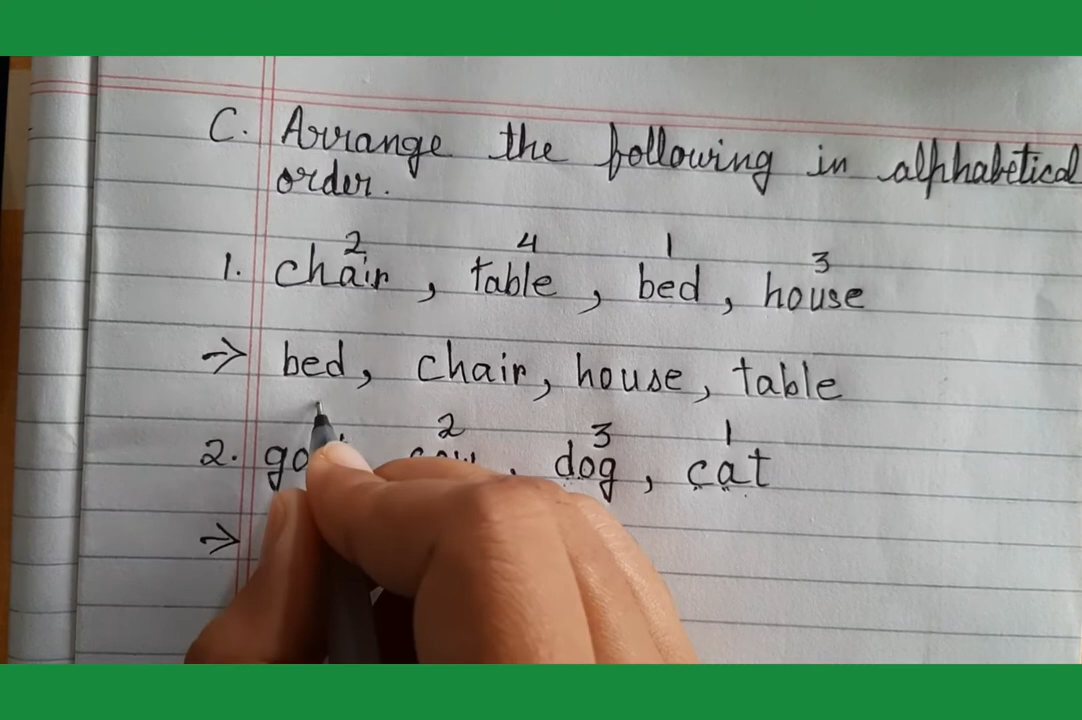 C. Arrange the following in alphabetical
order.
2 4 1 3
1. chair, table, bed, house
→ bed, chair, house, table
2 3 1
2. , dog, cat
→